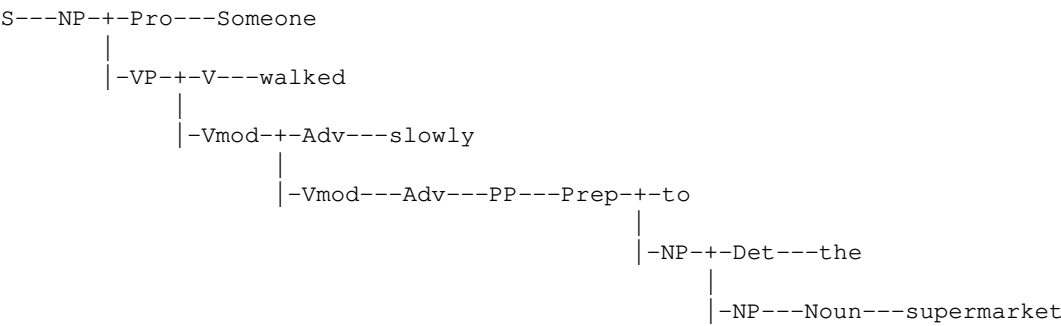 S---NP-+-Pro---Someone
|
|-VP-+-V---walked
|
|-Vmod-+-Adv---slowly
|
|-Vmod---Adv---PP---Prep-+-to
|
|-NP-+-Det---the
|
|-NP---Noun---supermarket